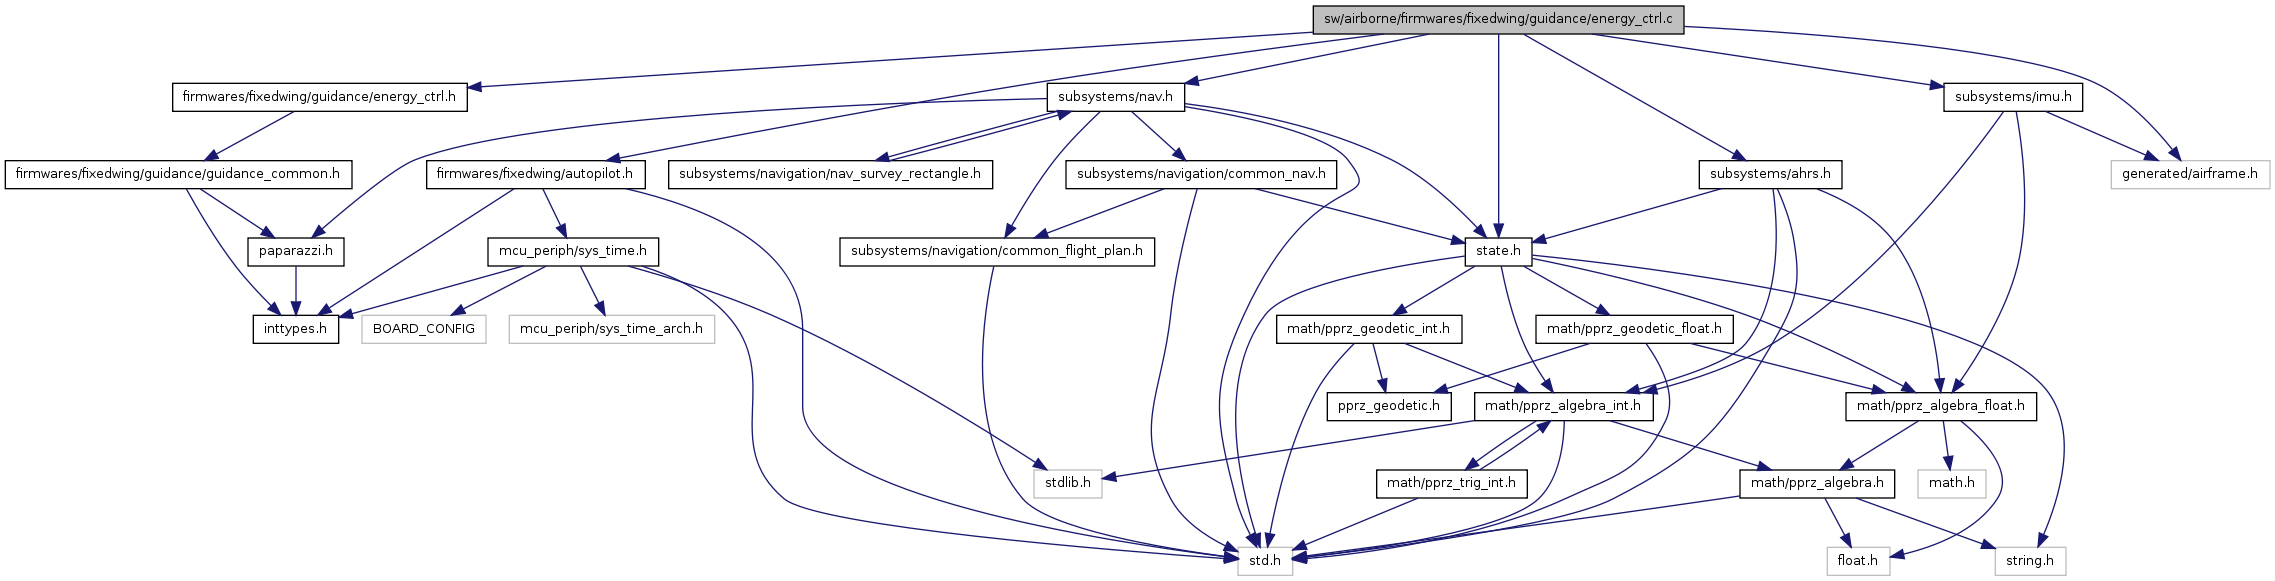 sw/airborne/firmwares/fixedwing/guidance/energy_ctrl.c
firmwares/fixedwing/guidance/energy_ctrl.h
subsystems/nav.h
subsystems/imu.h
firmwares/fixedwing/guidance/guidance_common.h
firmwares/fixedwing/autopilot.h
subsystems/navigation/nav_survey_rectangle.h
subsystems/navigation/common_nav.h
subsystems/ahrs.h
generated/airframe.h
paparazzi.h
mcu_periph/sys_time.h
subsystems/navigation/common_flight_plan.h
state.h
inttypes.h
BOARD_CONFIG
mcu_periph/sys_time_arch.h
math/pprz_geodetic_int.h
math/pprz_geodetic_float.h
pprz_geodetic.h
math/pprz_algebra_int.h
math/pprz_algebra_float.h
stdlib.h
math/pprz_trig_int.h
math/pprz_algebra.h
math.h
std.h
float.h
string.h